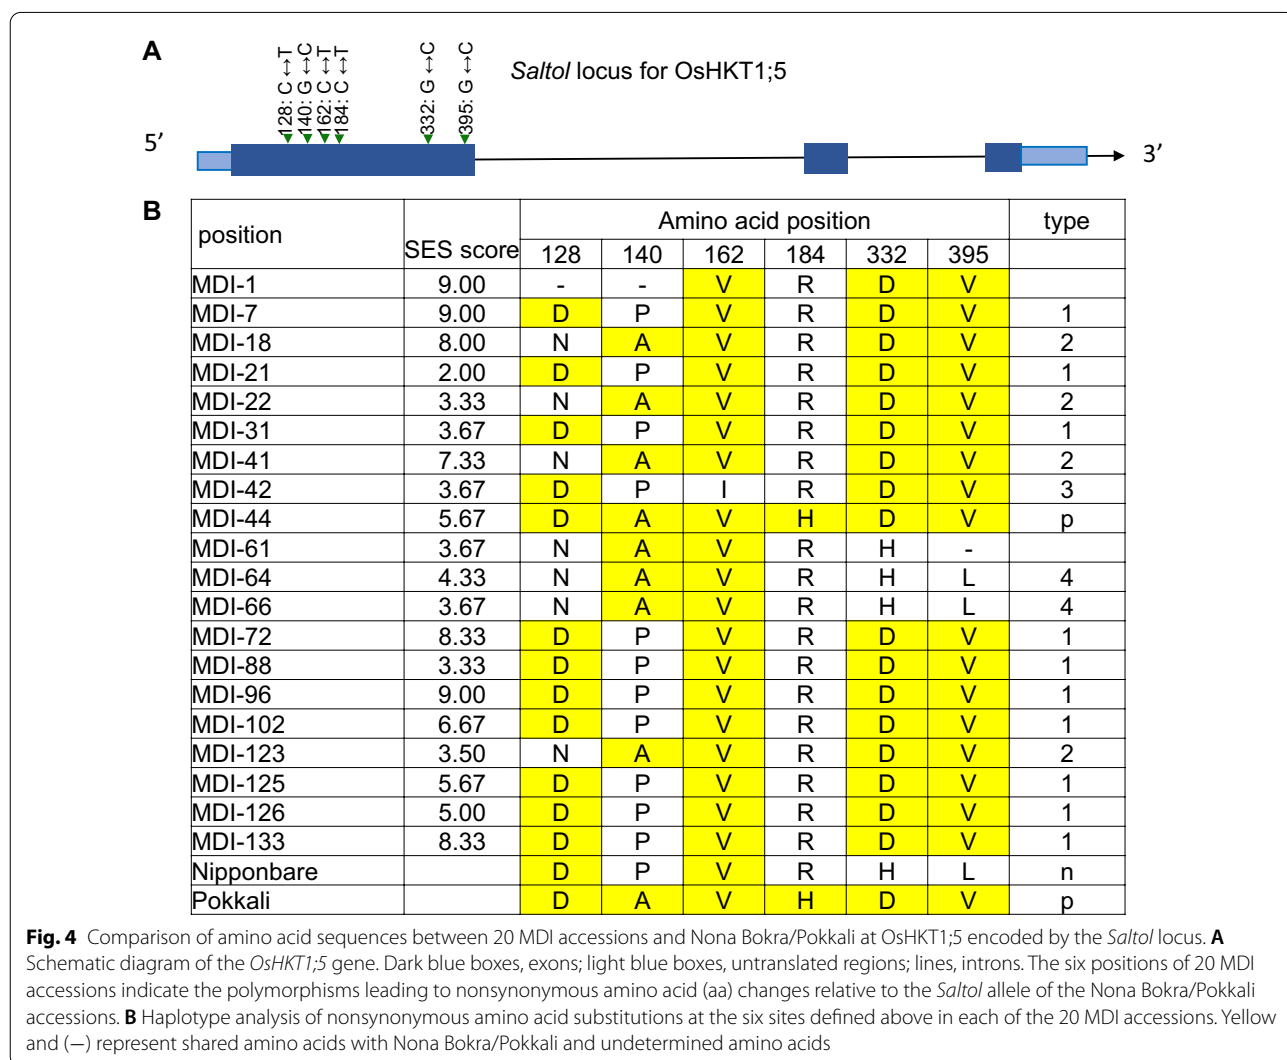 A
128: C ↔T
140: G ↔C
162: C ↔T
184: C ↔T
332: G ↔C
395: G ↔C
Saltol locus for OsHKT1;5
5’
3’
B
position SES score Amino acid position type
128 140 162 184 332 395
MDI-1 9.00 - - V R D V
MDI-7 9.00 D P V R D V 1
MDI-18 8.00 N A V R D V 2
MDI-21 2.00 D P V R D V 1
MDI-22 3.33 N A V R D V 2
MDI-31 3.67 D P V R D V 1
MDI-41 7.33 N A V R D V 2
MDI-42 3.67 D P I R D V 3
MDI-44 5.67 D A V H D V p
MDI-61 3.67 N A V R H -
MDI-64 4.33 N A V R H L 4
MDI-66 3.67 N A V R H L 4
MDI-72 8.33 D P V R D V 1
MDI-88 3.33 D P V R D V 1
MDI-96 9.00 D P V R D V 1
MDI-102 6.67 D P V R D V 1
MDI-123 3.50 N A V R D V 2
MDI-125 5.67 D P V R D V 1
MDI-126 5.00 D P V R D V 1
MDI-133 8.33 D P V R D V 1
Nipponbare D P V R H L n
Pokkali D A V H D V p
Fig. 4 Comparison of amino acid sequences between 20 MDI accessions and Nona Bokra/Pokkali at OsHKT1;5 encoded by the Saltol locus. A
Schematic diagram of the OsHKT1;5 gene. Dark blue boxes, exons; light blue boxes, untranslated regions; lines, introns. The six positions of 20 MDI
accessions indicate the polymorphisms leading to nonsynonymous amino acid (aa) changes relative to the Saltol allele of the Nona Bokra/Pokkali
accessions. B Haplotype analysis of nonsynonymous amino acid substitutions at the six sites defined above in each of the 20 MDI accessions. Yellow
and (—) represent shared amino acids with Nona Bokra/Pokkali and undetermined amino acids